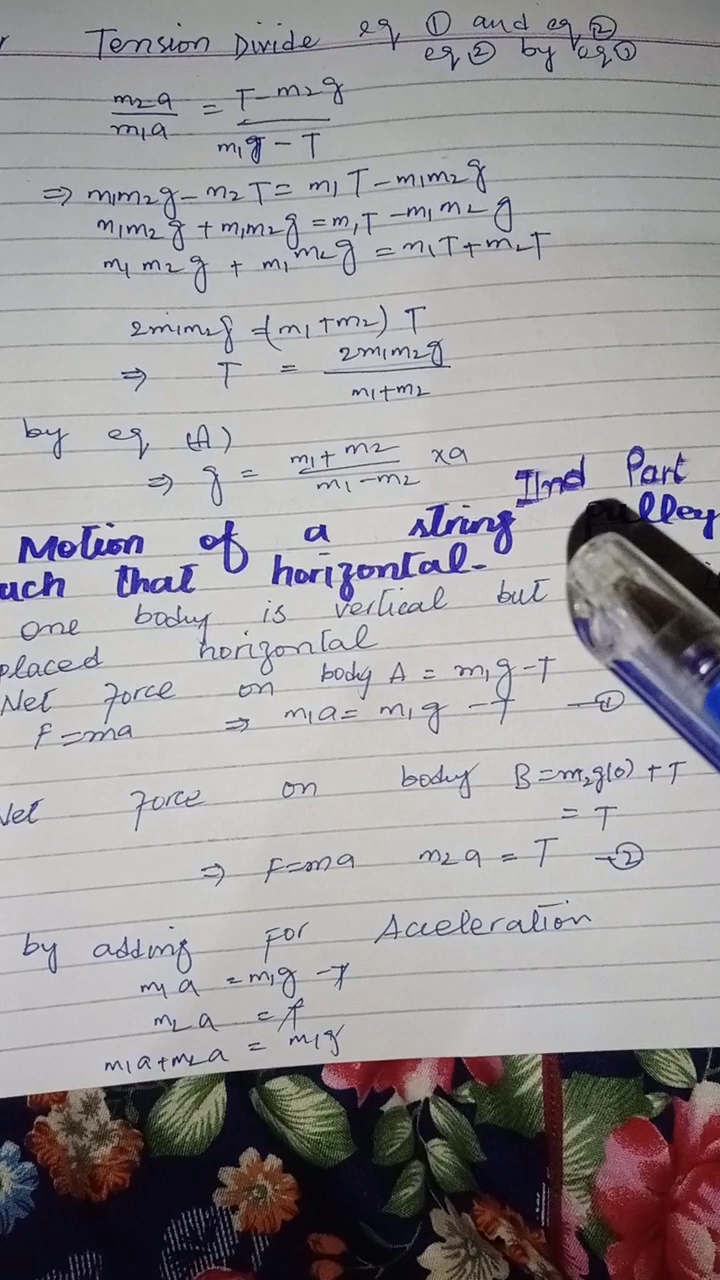 Tension Divide eq ① and eq ②
eq ② by eq ①
m₂a / m₁a = T - m₂g / m₁g - T
⇒ m₁m₂g - m₂T = m₁T - m₁m₂g
m₁m₂g + m₁m₂g = m₁T - m₁m₂g
m₁m₂g + m₁m₂g = m₁T + m₂T
2m₁m₂g = (m₁+m₂) T
⇒ T = 2m₁m₂g / m₁+m₂
by eq (A)
⇒ g = m₁+m₂ / m₁-m₂ × a
IInd Part
Motion of a string pulley
uch that horizontal-
one body is vertical but
placed horizontal
Net force on body A = m₁g - T
F=ma ⇒ m₁a = m₁g - T —①
Net force on body B = m₂g(0) + T
= T
⇒ F=ma m₂a = T —②
by adding For Acceleration
m₁a = m₁g - T
m₂a = T
m₁a + m₂a = m₁g